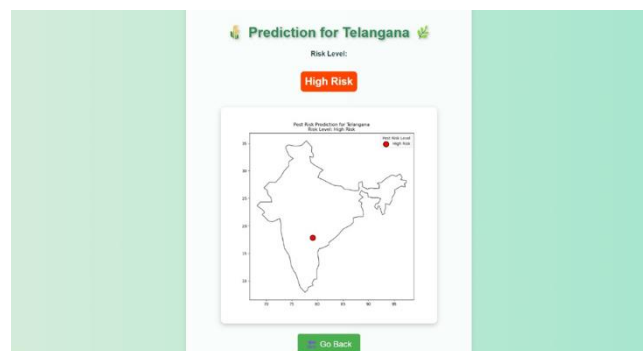 Prediction for Telangana
Risk Level:
High Risk
Pest Risk Prediction for Telangana
Risk Level: High Risk
Pest Risk Level
High Risk
35
30
25
20
15
10
70
75
80
85
90
95
Go Back